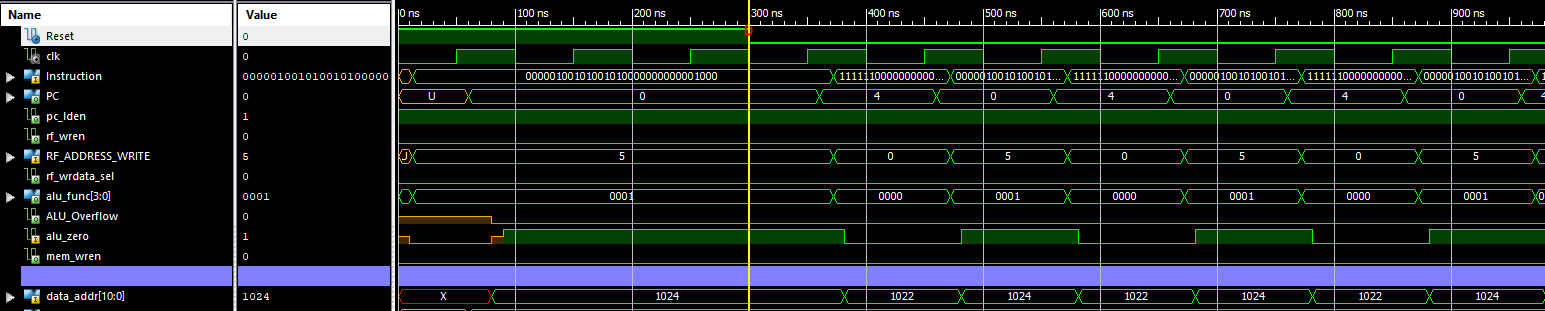 Name Value 0 ns 100 ns 200 ns 300 ns 400 ns 500 ns 600 ns 700 ns 800 ns 900 ns
Reset 0
clk 0
Instruction 000001001010010100000 00000100101001010000000000001000 1111110000000000... 0000010010100101... 1111110000000000... 0000010010100101... 1111110000000000... 0000010010100101... 1
PC 0 U 0 4 0 4 0 4 0 4
pc_lden 1
rf_wren 0
RF_ADDRESS_WRITE 5 U 5 0 5 0 5 0 5
rf_wrdata_sel 0
alu_func[3:0] 0001 0001 0000 0001 0000 0001 0000 0001 0
ALU_Overflow 0
alu_zero 1
mem_wren 0
data_addr[10:0] 1024 X 1024 1022 1024 1022 1024 1022 1024